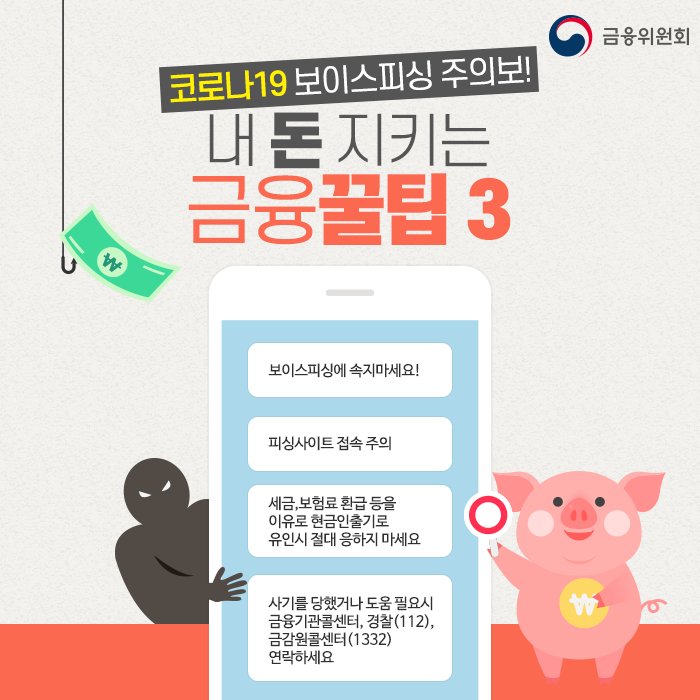 금융위원회
코로나19 보이스피싱 주의보!
내 돈 지키는
금융꿀팁 3
₩
보이스피싱에 속지마세요!
피싱사이트 접속 주의
세금,보험료 환급 등을
이유로 현금인출기로
유인시 절대 응하지 마세요
사기를 당했거나 도움 필요시
금융기관콜센터, 경찰(112),
금감원콜센터(1332)
연락하세요
₩